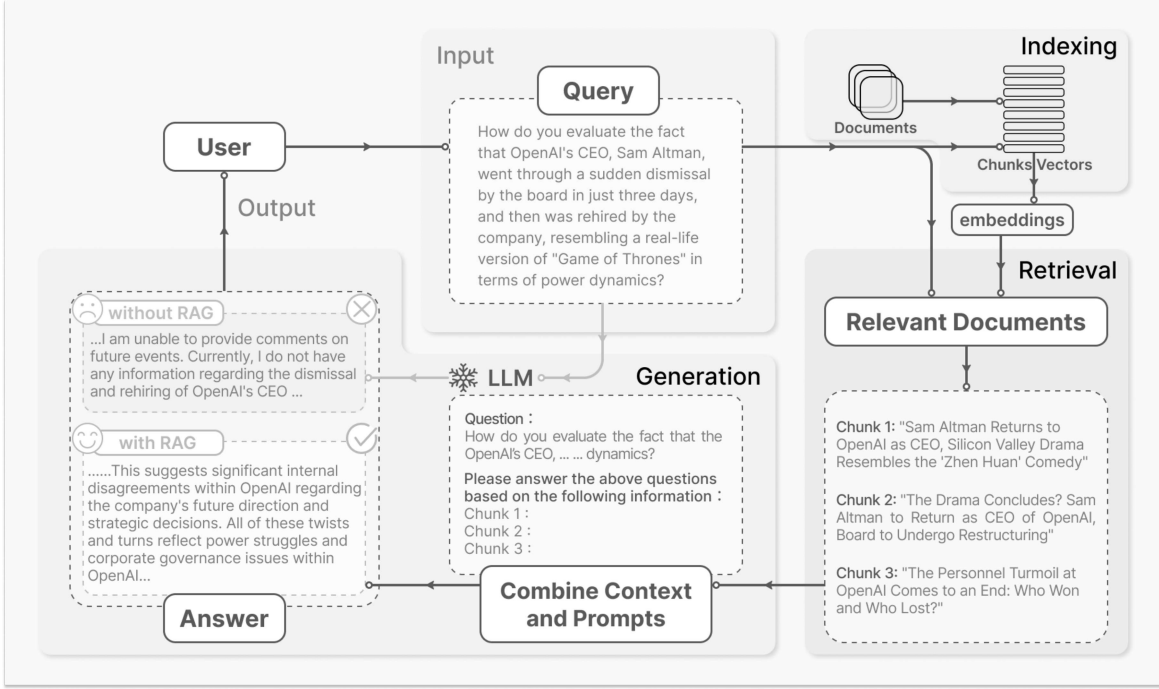 Input
Query
How do you evaluate the fact
that OpenAI's CEO, Sam Altman,
went through a sudden dismissal
by the board in just three days,
and then was rehired by the
company, resembling a real-life
version of "Game of Thrones" in
terms of power dynamics?
Indexing
Documents
Chunks Vectors
embeddings
User
Output
Retrieval
Relevant Documents
Chunk 1: "Sam Altman Returns to
OpenAI as CEO, Silicon Valley Drama
Resembles the 'Zhen Huan' Comedy"
Chunk 2: "The Drama Concludes? Sam
Altman to Return as CEO of OpenAI,
Board to Undergo Restructuring"
Chunk 3: "The Personnel Turmoil at
OpenAI Comes to an End: Who Won
and Who Lost?"
LLM
Generation
Question :
How do you evaluate the fact that the
OpenAI's CEO, ... ... dynamics?
Please answer the above questions
based on the following information :
Chunk 1 :
Chunk 2 :
Chunk 3 :
Combine Context
and Prompts
without RAG
...I am unable to provide comments on
future events. Currently, I do not have
any information regarding the dismissal
and rehiring of OpenAI's CEO ...
with RAG
......This suggests significant internal
disagreements within OpenAI regarding
the company's future direction and
strategic decisions. All of these twists
and turns reflect power struggles and
corporate governance issues within
OpenAI...
Answer